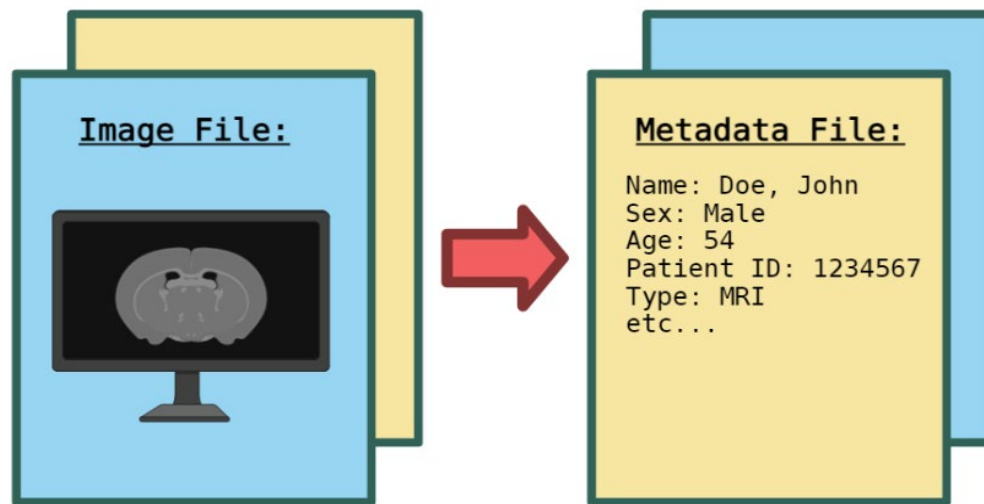 Image File:
Metadata File:
Name: Doe, John
Sex: Male
Age: 54
Patient ID: 1234567
Type: MRI
etc...